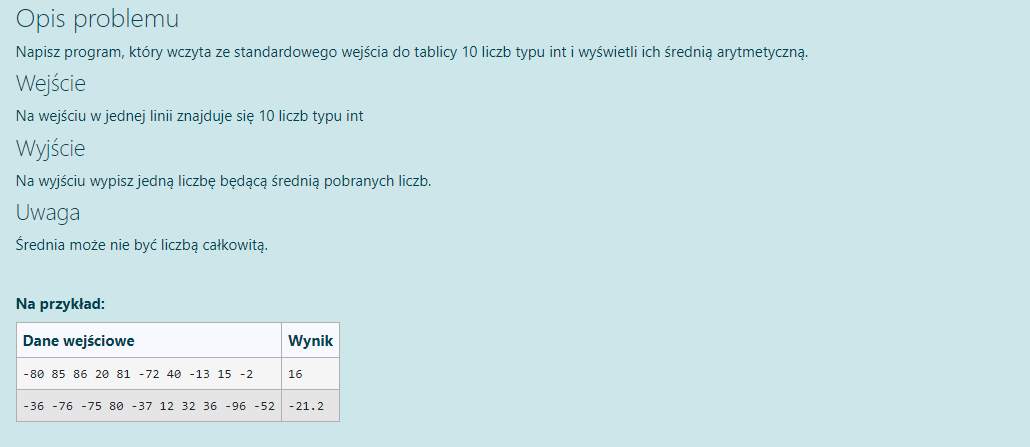 Opis problemu
Napisz program, który wczyta ze standardowego wejścia do tablicy 10 liczb typu int i wyświetli ich średnią arytmetyczną.
Wejście
Na wejściu w jednej linii znajduje się 10 liczb typu int
Wyjście
Na wyjściu wypisz jedną liczbę będącą średnią pobranych liczb.
Uwaga
Średnia może nie być liczbą całkowitą.
Na przykład:
Dane wejściowe Wynik
-80 85 86 20 81 -72 40 -13 15 -2 16
-36 -76 -75 80 -37 12 32 36 -96 -52 -21.2